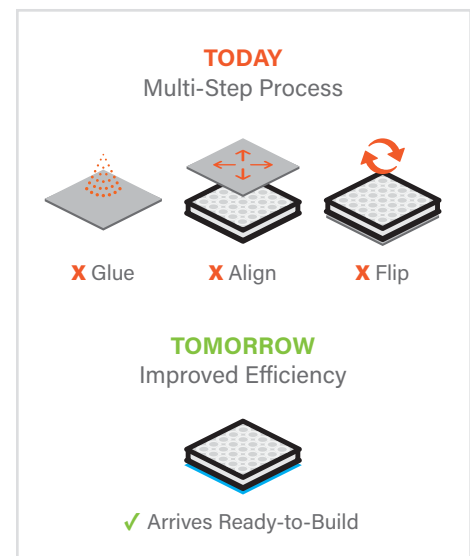 TODAY
Multi-Step Process
X Glue
X Align
X Flip
TOMORROW
Improved Efficiency
✓ Arrives Ready-to-Build